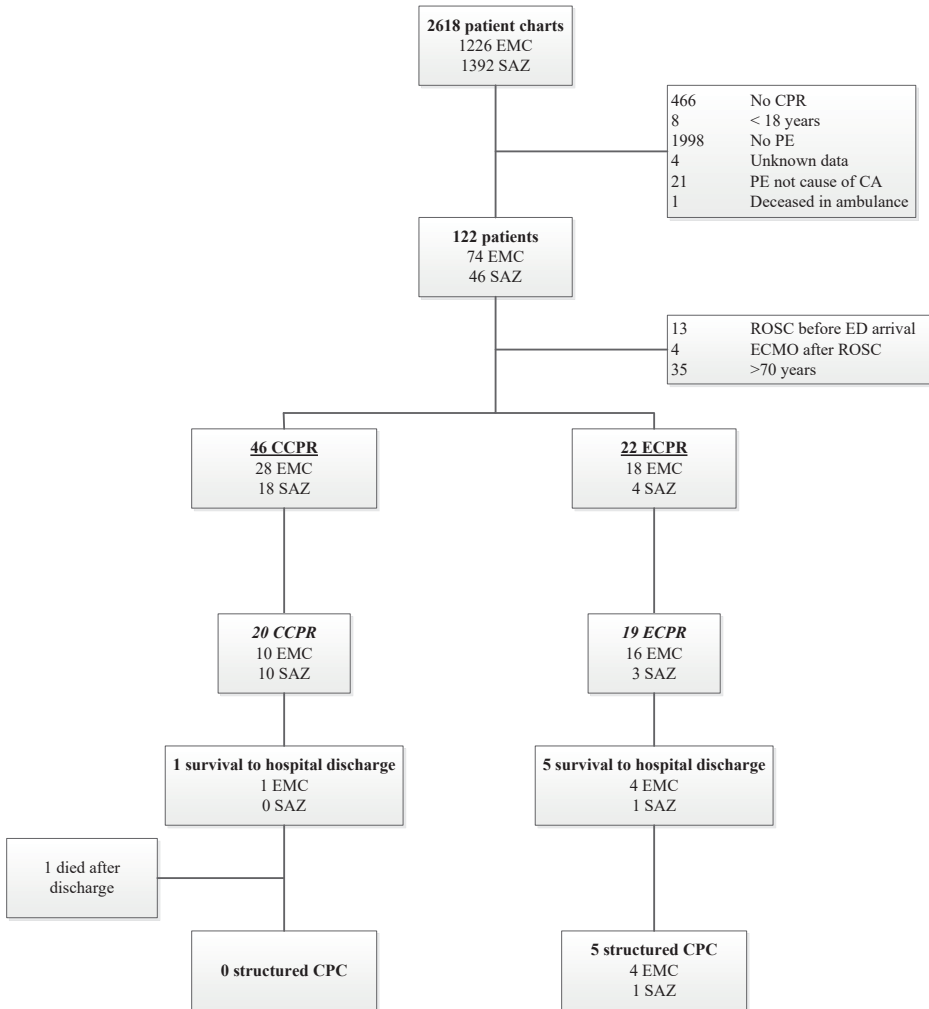 2618 patient charts
1226 EMC
1392 SAZ
466 No CPR
8 < 18 years
1998 No PE
4 Unknown data
21 PE not cause of CA
1 Deceased in ambulance
122 patients
74 EMC
46 SAZ
13 ROSC before ED arrival
4 ECMO after ROSC
35 >70 years
46 CCPR
28 EMC
18 SAZ
22 ECPR
18 EMC
4 SAZ
20 CCPR
10 EMC
10 SAZ
19 ECPR
16 EMC
3 SAZ
1 survival to hospital discharge
1 EMC
0 SAZ
5 survival to hospital discharge
4 EMC
1 SAZ
1 died after
discharge
0 structured CPC
5 structured CPC
4 EMC
1 SAZ